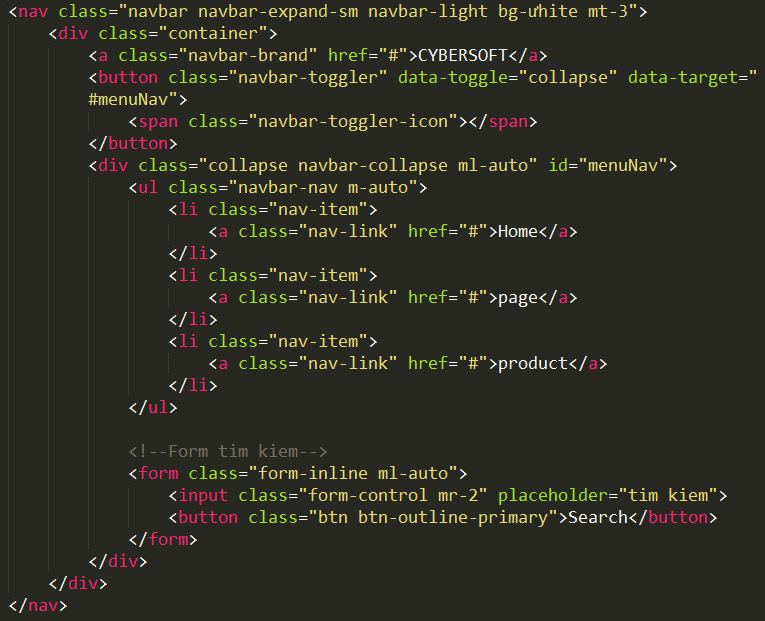 <nav class="navbar navbar-expand-sm navbar-light bg-ưhite mt-3">
    <div class="container">
        <a class="navbar-brand" href="#">CYBERSOFT</a>
        <button class="navbar-toggler" data-toggle="collapse" data-target="
        #menuNav">
            <span class="navbar-toggler-icon"></span>
        </button>
        <div class="collapse navbar-collapse ml-auto" id="menuNav">
            <ul class="navbar-nav m-auto">
                <li class="nav-item">
                    <a class="nav-link" href="#">Home</a>
                </li>
                <li class="nav-item">
                    <a class="nav-link" href="#">page</a>
                </li>
                <li class="nav-item">
                    <a class="nav-link" href="#">product</a>
                </li>
            </ul>

            <!--Form tim kiem-->
            <form class="form-inline ml-auto">
                <input class="form-control mr-2" placeholder="tim kiem">
                <button class="btn btn-outline-primary">Search</button>
            </form>
        </div>
    </div>
</nav>